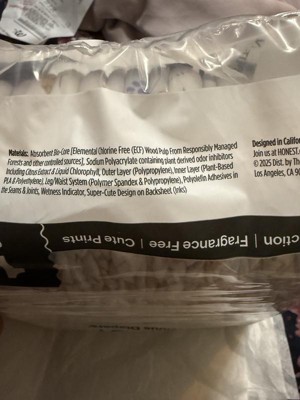 Materials: Absorbent Bio-Core [Elemental Chlorine Free (ECF) Wood Pulp From Responsibly Managed
Forests and other controlled sources], Sodium Polyacrylate containing plant derived odor inhibitors
Including Citrus Extract & Liquid Chlorophyll, Outer Layer (Polypropylene), Inner Layer (Plant-Based
PLA & Polyethylene), Leg/Waist System (Polymer Spandex & Polypropylene), Polyolefin Adhesives in
the Seams & Joints, Wetness Indicator, Super-Cute Design on Backsheet (Inks)
Designed in Califor
Join us at HONEST.
© 2025 Dist. by Th
Los Angeles, CA 90
ction | Fragrance Free | Cute Prints